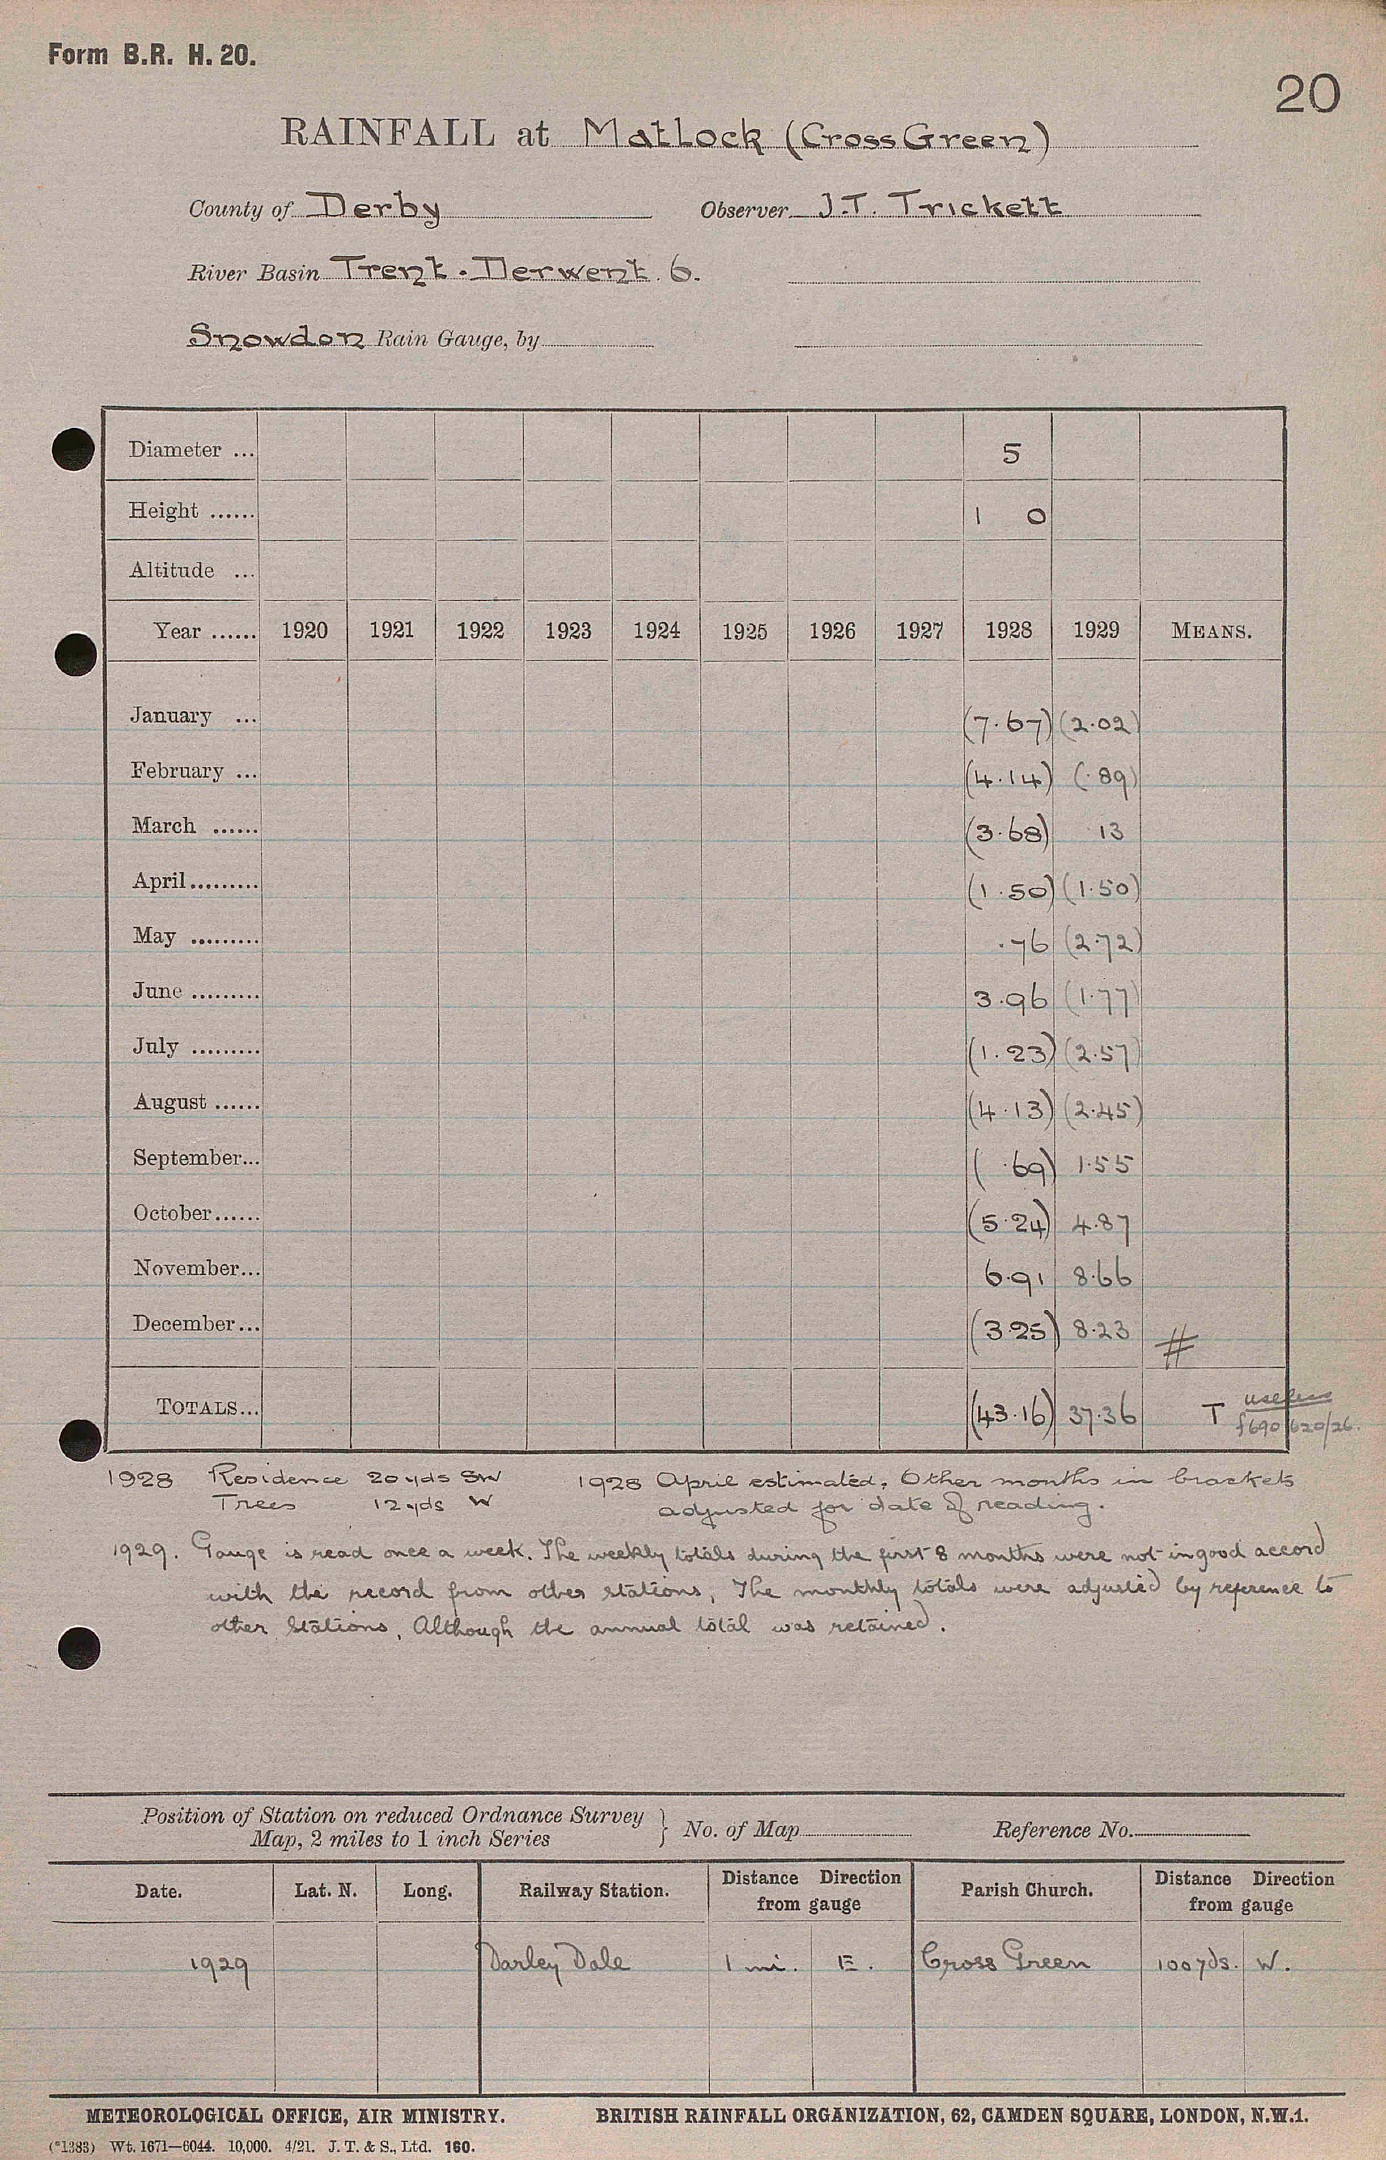 Form B.R. H. 20.
20
RAINFALL at Matlock (Cross Green)
County of Derby Observer J.T. Trickett
River Basin Trent . Derwent 6.
Snowdon Rain Gauge, by
Diameter ... 5
Height ...... 1 0
Altitude ...
Year ...... 1920 1921 1922 1923 1924 1925 1926 1927 1928 1929 MEANS.
January ... (7.67) (2.02)
February ... (4.14) (.89)
March ...... (3.68) 13
April......... (1.50) (1.50)
May ......... .76 (2.72)
June ......... 3.96 (1.77)
July ......... (1.23) (2.57)
August ...... (4.13) (2.45)
September... (.69) 1.55
October...... (5.24) 4.87
November... 6.91 8.66
December... (3.25) 8.23 #
TOTALS... (43.16) 37.36 T useless
1928 Residence 20 yds SW 1928 April estimated, Other months in brackets
Trees 12 yds W adjusted for date of reading.
1929. Gauge is read once a week. The weekly totals during the first 8 months were not in good accord
with the record from other stations, The monthly totals were adjusted by reference to
other stations, Although the annual total was retained.
Position of Station on reduced Ordnance Survey
Map, 2 miles to 1 inch Series } No. of Map Reference No.
Date. Lat. N. Long. Railway Station. Distance Direction from gauge Parish Church. Distance Direction from gauge
1929 Darley Dale 1 mi. E. Cross Green 100 yds. W.
METEOROLOGICAL OFFICE, AIR MINISTRY. BRITISH RAINFALL ORGANIZATION, 62, CAMDEN SQUARE, LONDON, N.W.1.
(*1383) Wt. 1671—6044. 10,000. 4/21. J. T. & S., Ltd. 160.